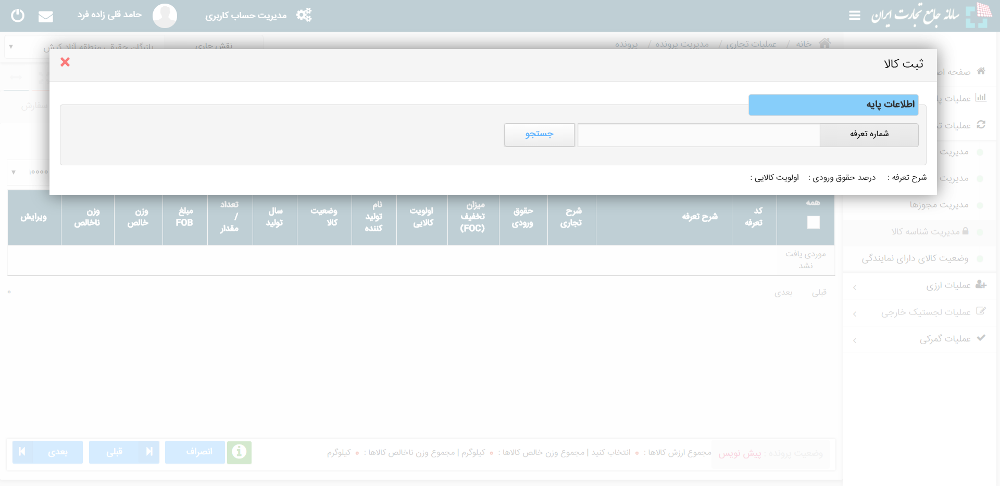 سامانه جامع تجارت ایران
مدیریت حساب کاربری
حامد قلی زاده فرد
خانه / عملیات تجاری / مدیریت پرونده / پرونده
نقش جاری
بازرگان حقیقی منطقه آزاد کیش
ثبت کالا
اطلاعات پایه
شماره تعرفه
جستجو
شرح تعرفه :
درصد حقوق ورودی :
اولویت کالایی :
صفحه
عملیات
عملیات
مدیریت
مدیریت
مدیریت مجوزها
مدیریت شناسه کالا
وضعیت کالای دارای نمایندگی
عملیات ارزی
عملیات لجستیک خارجی
عملیات گمرکی
سفارش
۱۰۰۰۰
همه
کد تعرفه
شرح تعرفه
شرح تجاری
حقوق ورودی
میزان تخفیف (FOC)
اولویت کالایی
نام تولید کننده
وضعیت کالا
سال تولید
تعداد / مقدار
مبلغ FOB
وزن خالص
وزن ناخالص
ویرایش
موردی یافت نشد
قبلی
بعدی
۰
وضعیت پرونده : پیش نویس
مجموع ارزش کالاها : ۰ انتخاب کنید | مجموع وزن خالص کالاها : ۰ کیلوگرم | مجموع وزن ناخالص کالاها : ۰ کیلوگرم
انصراف
قبلی
بعدی